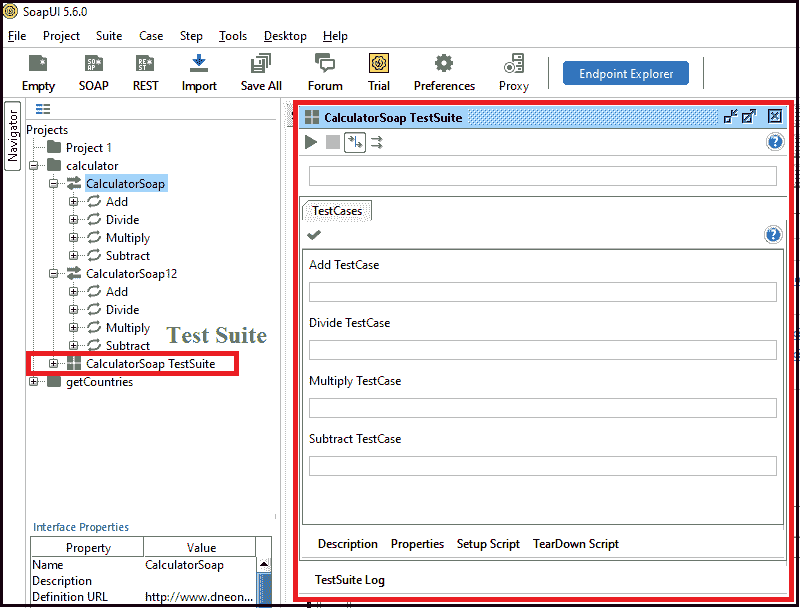 SoapUI 5.6.0
File Project Suite Case Step Tools Desktop Help
Empty SOAP REST Import Save All Forum Trial Preferences Proxy Endpoint Explorer
Navigator
Projects
Project 1
calculator
CalculatorSoap
Add
Divide
Multiply
Subtract
CalculatorSoap12
Add
Divide
Multiply
Subtract
Test Suite
CalculatorSoap TestSuite
getCountries
Interface Properties
Property Value
Name CalculatorSoap
Description
Definition URL http://www.dneon...
CalculatorSoap TestSuite
TestCases
Add TestCase
Divide TestCase
Multiply TestCase
Subtract TestCase
Description Properties Setup Script TearDown Script
TestSuite Log